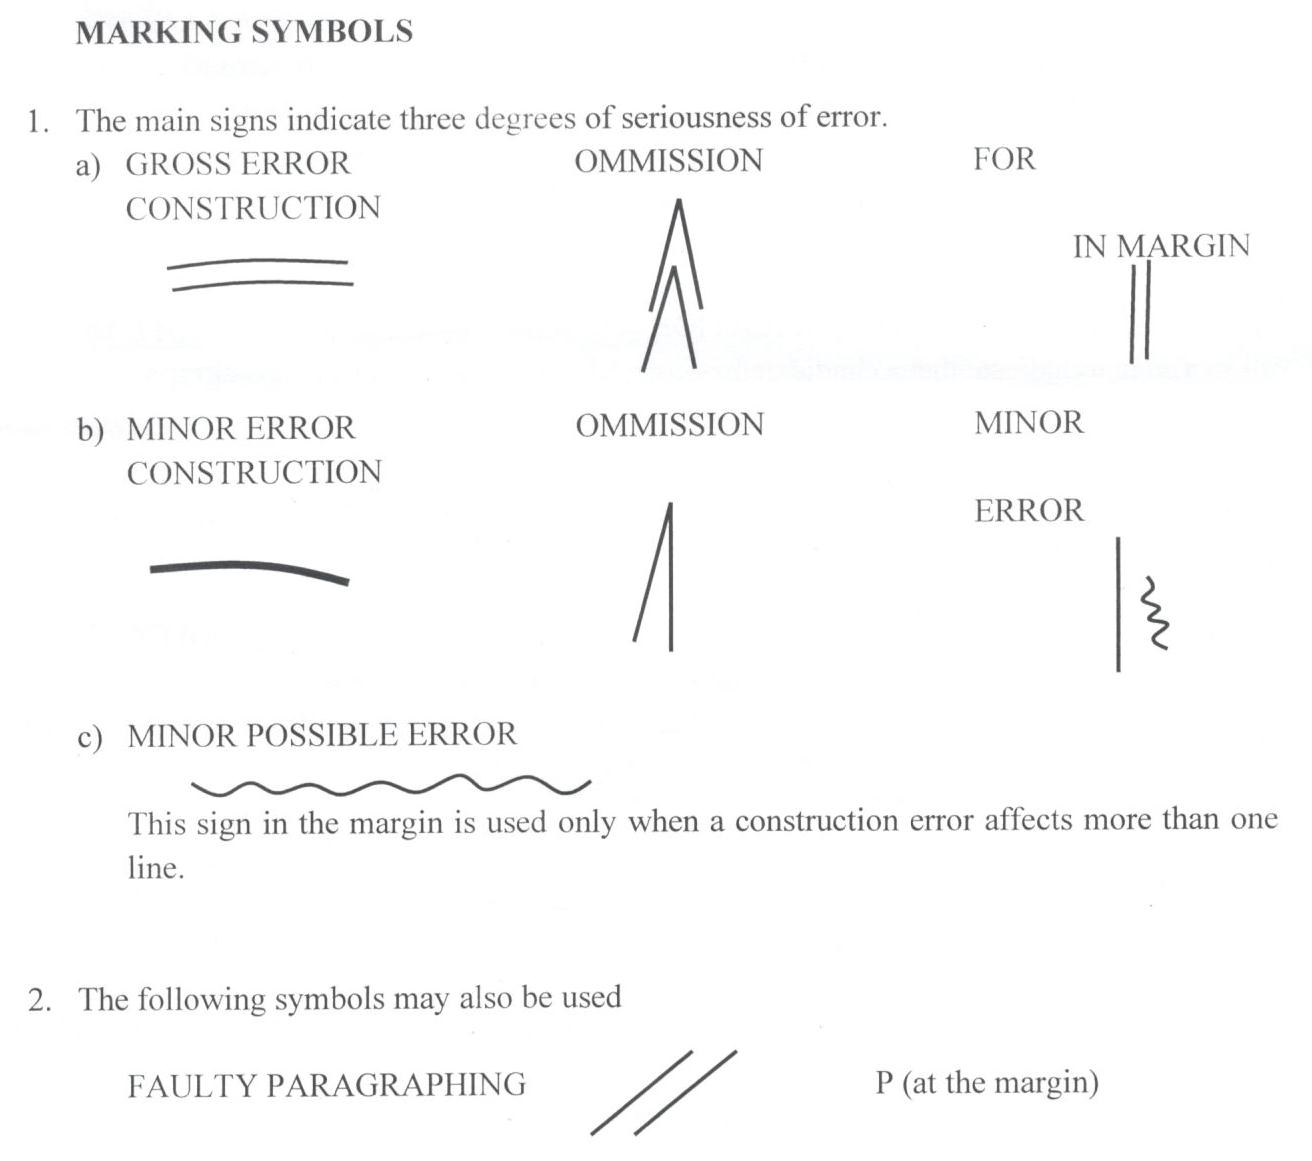 MARKING SYMBOLS
1. The main signs indicate three degrees of seriousness of error.
a) GROSS ERROR OMMISSION FOR
CONSTRUCTION
IN MARGIN
b) MINOR ERROR OMMISSION MINOR
CONSTRUCTION
ERROR
c) MINOR POSSIBLE ERROR
This sign in the margin is used only when a construction error affects more than one
line.
2. The following symbols may also be used
FAULTY PARAGRAPHING P (at the margin)